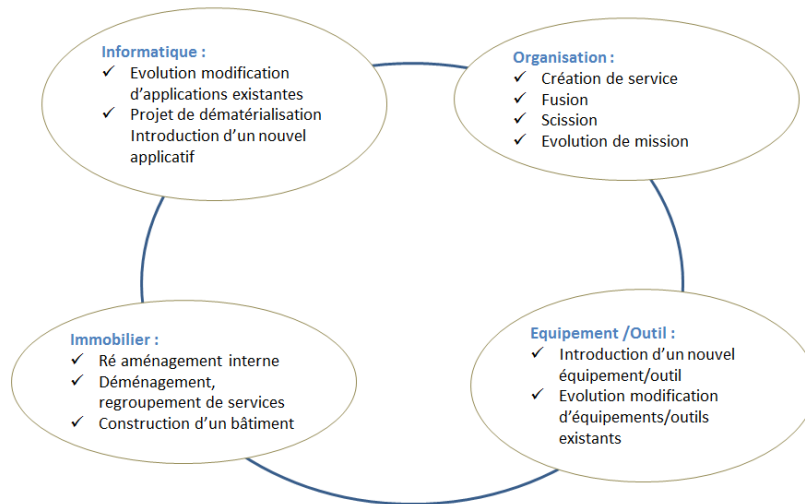 Informatique :
✓ Evolution modification
d'applications existantes
✓ Projet de dématérialisation
Introduction d'un nouvel
applicatif
Organisation :
✓ Création de service
✓ Fusion
✓ Scission
✓ Evolution de mission
Immobilier :
✓ Ré aménagement interne
✓ Déménagement,
regroupement de services
✓ Construction d'un bâtiment
Equipement /Outil :
✓ Introduction d'un nouvel
équipement/outil
✓ Evolution modification
d'équipements/outils
existants